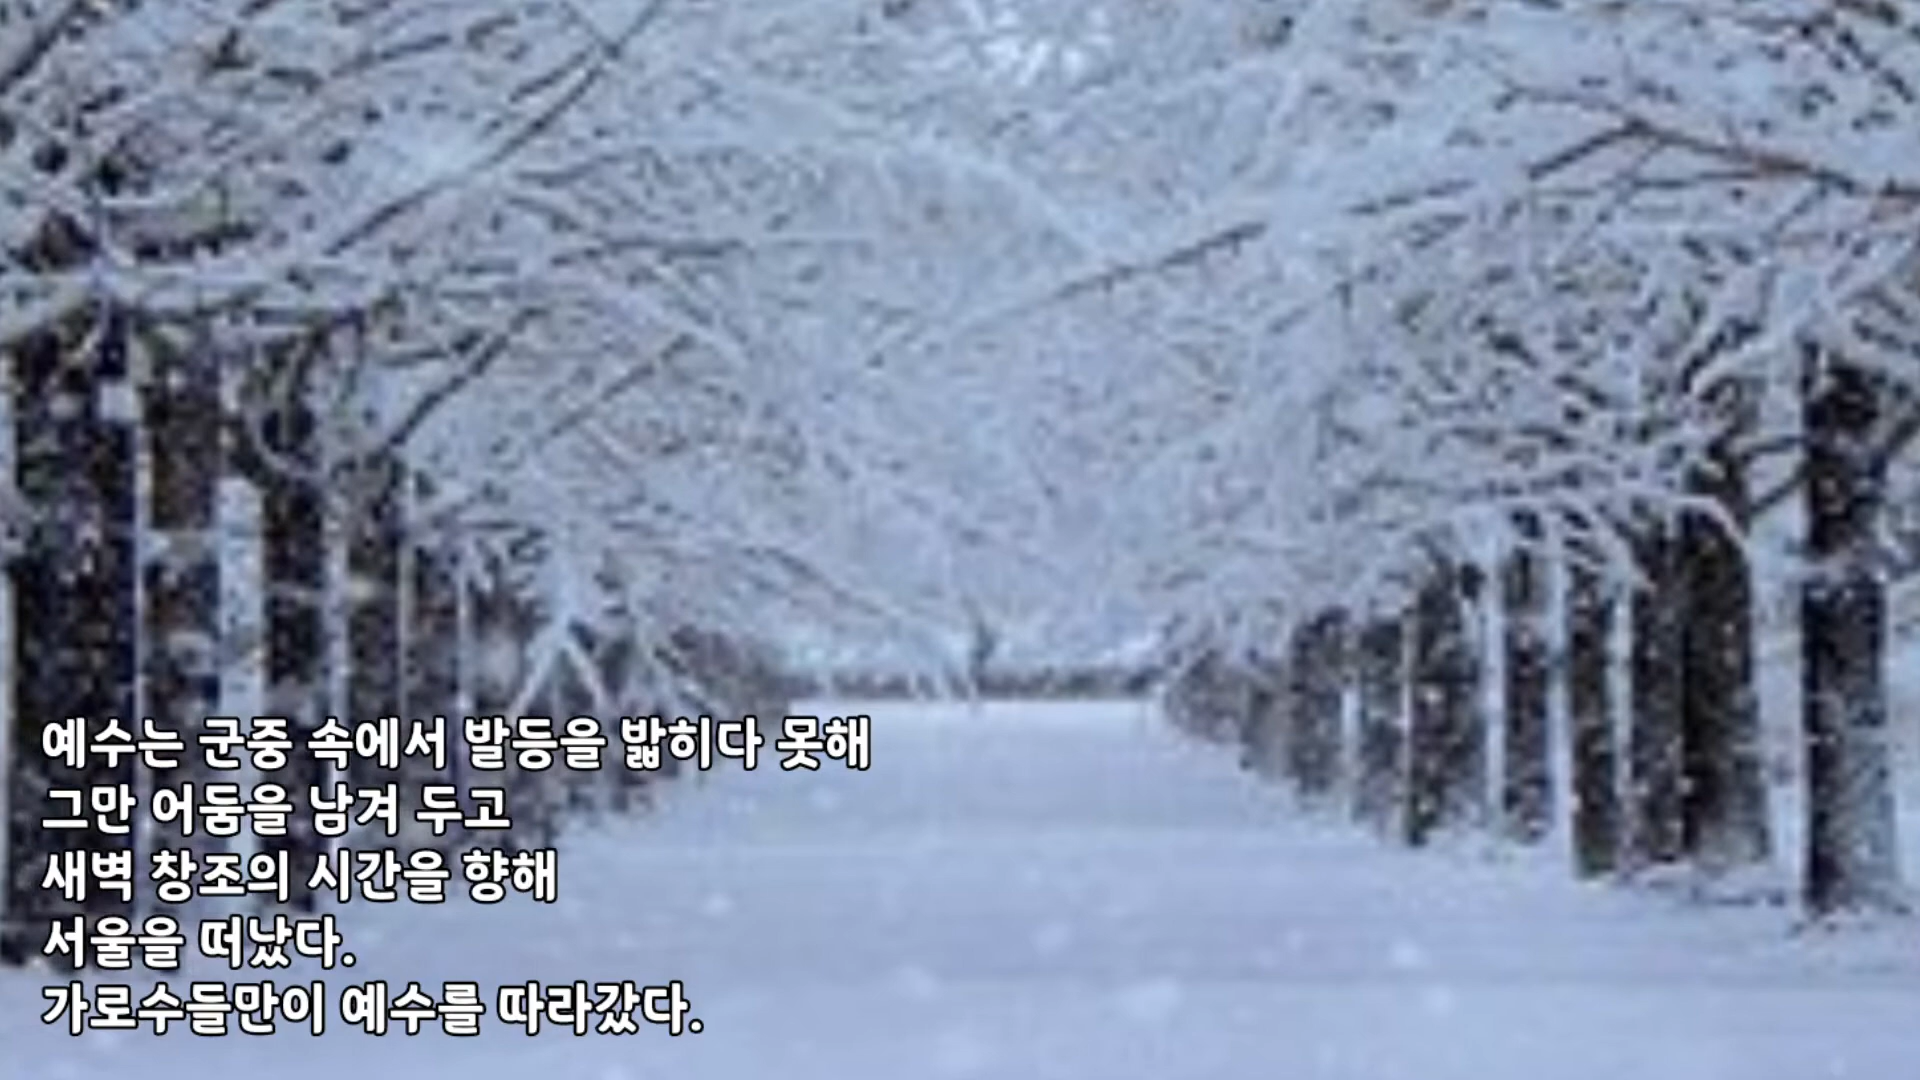 예수는 군중 속에서 발등을 밟히다 못해
그만 어둠을 남겨 두고
새벽 창조의 시간을 향해
서울을 떠났다.
가로수들만이 예수를 따라갔다.